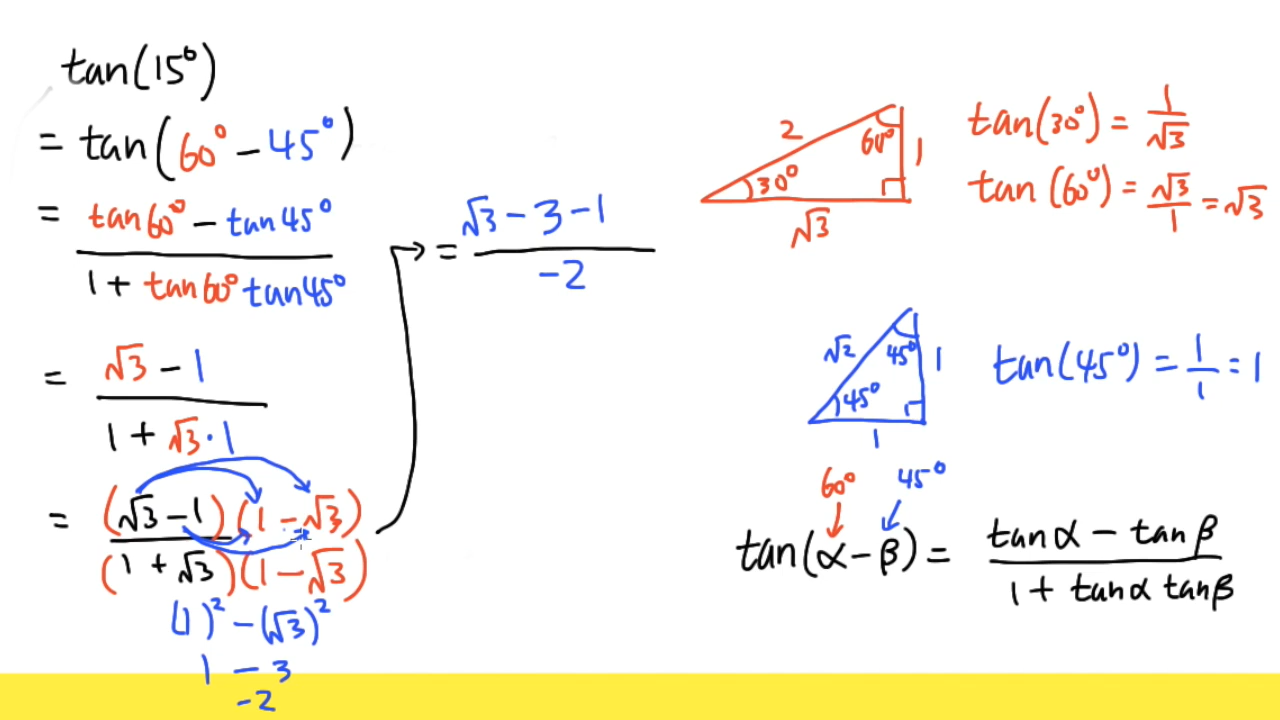 tan(15°)
= tan(60° − 45°)
= (tan60° − tan45°) / (1 + tan60° tan45°)
= (√3 − 1) / (1 + √3 · 1)
= (√3 − 1)(1 − √3) / (1 + √3)(1 − √3)
(1)² − (√3)²
1 − 3
−2
= (√3 − 3 − 1) / −2
2
60°
1
30°
√3
tan(30°) = 1/√3
tan(60°) = √3/1 = √3
√2
45°
1
45°
1
tan(45°) = 1/1 = 1
60° 45°
tan(α − β) = (tanα − tanβ) / (1 + tanα tanβ)